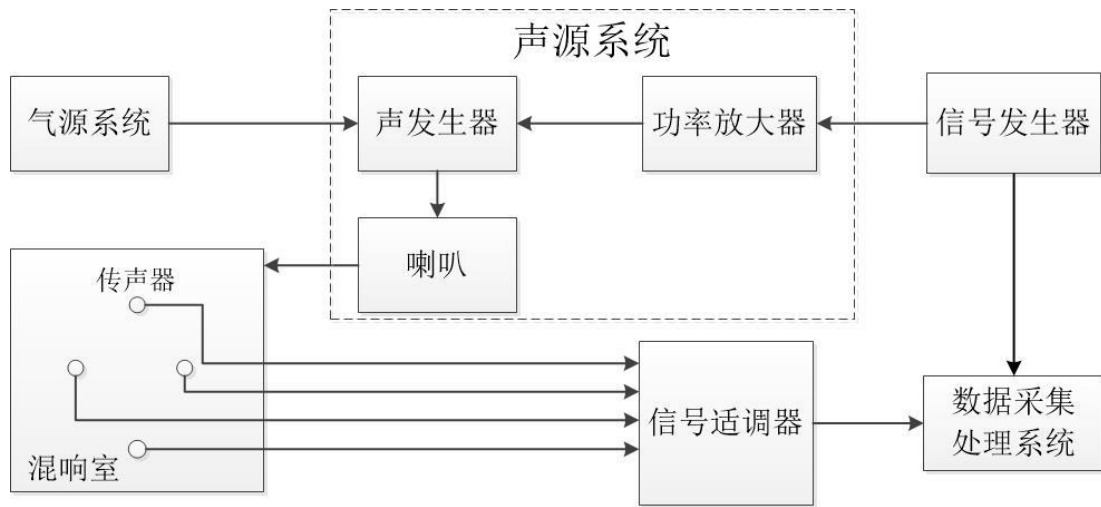 声源系统
气源系统
声发生器
功率放大器
信号发生器
喇叭
传声器
混响室
信号适调器
数据采集
处理系统